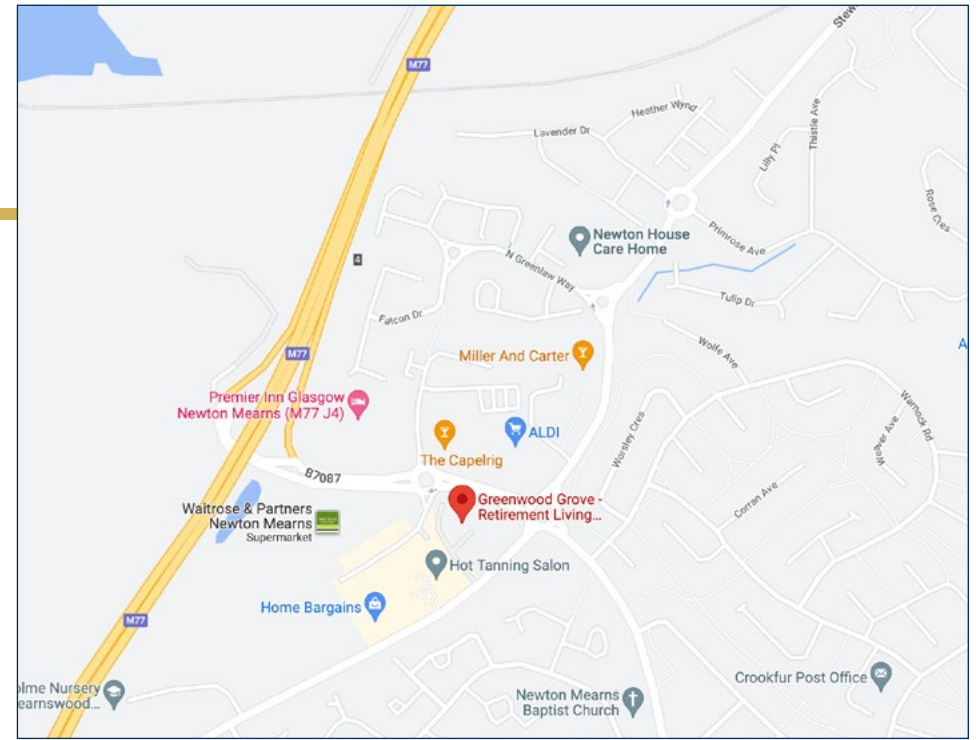 Stew
M77
Heather Wynd
Lavender Dr
Lilly Pl
Thistle Ave
Rose Cres
Newton House
Care Home
Primrose Ave
4
N Greenlaw Way
Tulip Dr
Falcon Dr
Wolfe Ave
A
M77
Miller And Carter
Premier Inn Glasgow
Newton Mearns (M77 J4)
Worsley Cres
Warnock Rd
Weaver Ave
ALDI
The Capelrig
B7087
Corran Ave
Greenwood Grove -
Retirement Living...
Waitrose & Partners
Newton Mearns
Supermarket
Hot Tanning Salon
Home Bargains
M77
Crookfur Post Office
olme Nursery
earnswood...
Newton Mearns
Baptist Church